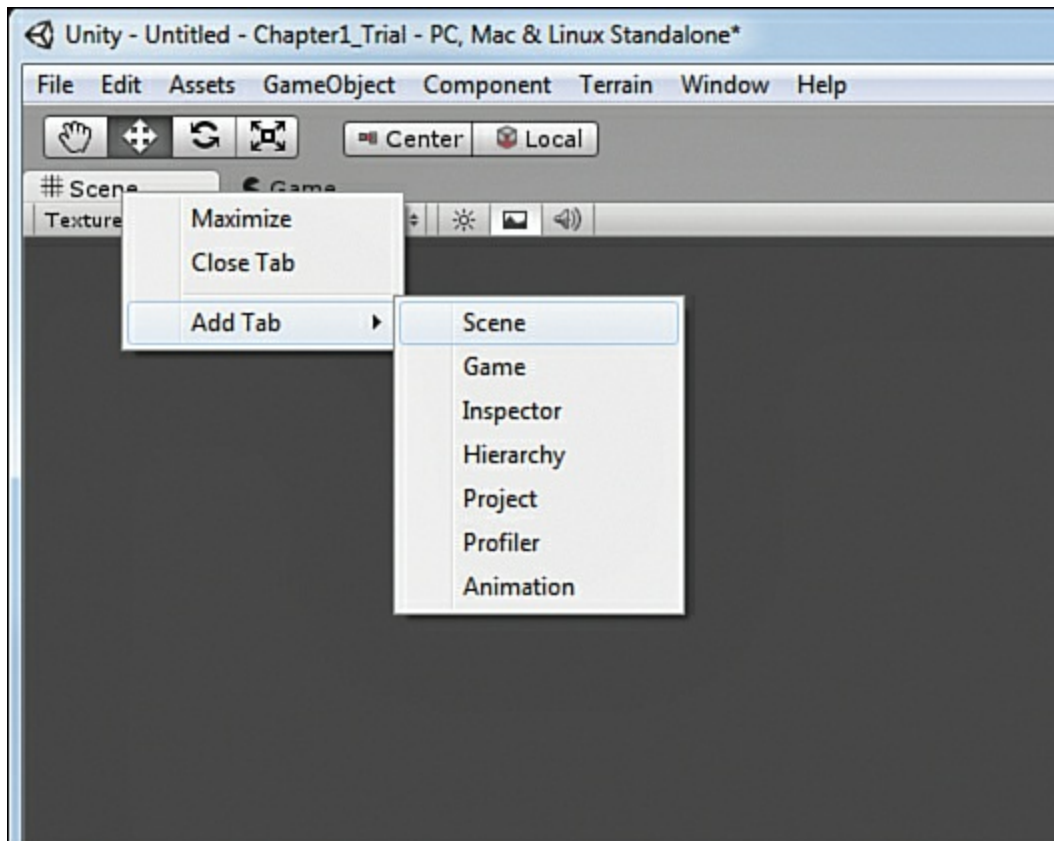 Unity - Untitled - Chapter1_Trial - PC, Mac & Linux Standalone*
File Edit Assets GameObject Component Terrain Window Help
Center Local
Scene Game
Texture
Maximize
Close Tab
Add Tab
Scene
Game
Inspector
Hierarchy
Project
Profiler
Animation